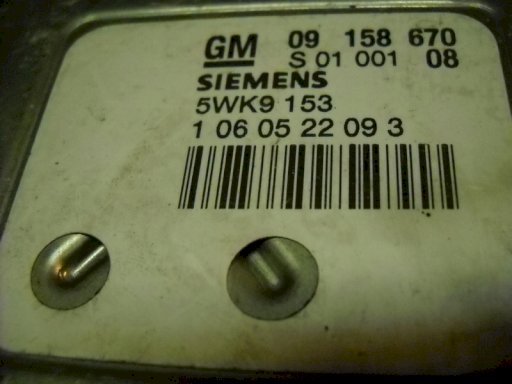 GM 09 158 670
S 01 001 08
SIEMENS
5WK9 153
1 06 05 22 09 3